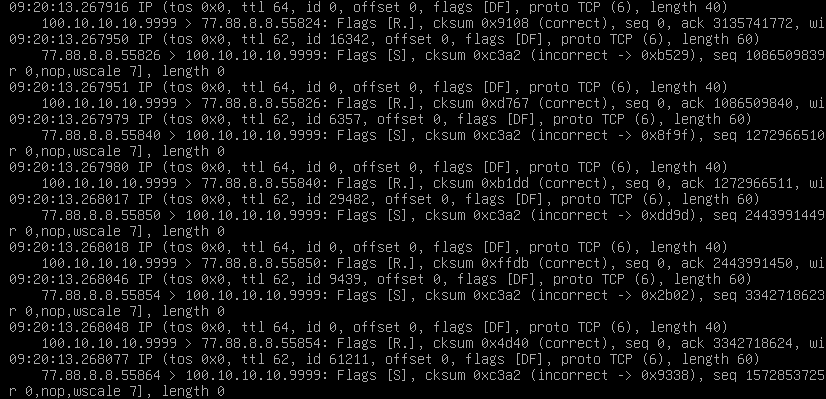 09:20:13.267916 IP (tos 0x0, ttl 64, id 0, offset 0, flags [DF], proto TCP (6), length 40)
100.10.10.10.9999 > 77.88.8.8.55824: Flags [R.], cksum 0x9108 (correct), seq 0, ack 3135741772, wi
09:20:13.267950 IP (tos 0x0, ttl 62, id 16342, offset 0, flags [DF], proto TCP (6), length 60)
77.88.8.8.55826 > 100.10.10.10.9999: Flags [S], cksum 0xc3a2 (incorrect -> 0xb529), seq 1086509839
r 0,nop,wscale 7], length 0
09:20:13.267951 IP (tos 0x0, ttl 64, id 0, offset 0, flags [DF], proto TCP (6), length 40)
100.10.10.10.9999 > 77.88.8.8.55826: Flags [R.], cksum 0xd767 (correct), seq 0, ack 1086509840, wi
09:20:13.267979 IP (tos 0x0, ttl 62, id 6357, offset 0, flags [DF], proto TCP (6), length 60)
77.88.8.8.55840 > 100.10.10.10.9999: Flags [S], cksum 0xc3a2 (incorrect -> 0x8f9f), seq 1272966510
r 0,nop,wscale 7], length 0
09:20:13.267980 IP (tos 0x0, ttl 64, id 0, offset 0, flags [DF], proto TCP (6), length 40)
100.10.10.10.9999 > 77.88.8.8.55840: Flags [R.], cksum 0xb1dd (correct), seq 0, ack 1272966511, wi
09:20:13.268017 IP (tos 0x0, ttl 62, id 29482, offset 0, flags [DF], proto TCP (6), length 60)
77.88.8.8.55850 > 100.10.10.10.9999: Flags [S], cksum 0xc3a2 (incorrect -> 0xdd9d), seq 2443991449
r 0,nop,wscale 7], length 0
09:20:13.268018 IP (tos 0x0, ttl 64, id 0, offset 0, flags [DF], proto TCP (6), length 40)
100.10.10.10.9999 > 77.88.8.8.55850: Flags [R.], cksum 0xffdb (correct), seq 0, ack 2443991450, wi
09:20:13.268046 IP (tos 0x0, ttl 62, id 9439, offset 0, flags [DF], proto TCP (6), length 60)
77.88.8.8.55854 > 100.10.10.10.9999: Flags [S], cksum 0xc3a2 (incorrect -> 0x2b02), seq 3342718623
r 0,nop,wscale 7], length 0
09:20:13.268048 IP (tos 0x0, ttl 64, id 0, offset 0, flags [DF], proto TCP (6), length 40)
100.10.10.10.9999 > 77.88.8.8.55854: Flags [R.], cksum 0x4d40 (correct), seq 0, ack 3342718624, wi
09:20:13.268077 IP (tos 0x0, ttl 62, id 61211, offset 0, flags [DF], proto TCP (6), length 60)
77.88.8.8.55864 > 100.10.10.10.9999: Flags [S], cksum 0xc3a2 (incorrect -> 0x9338), seq 1572853725
r 0,nop,wscale 7], length 0